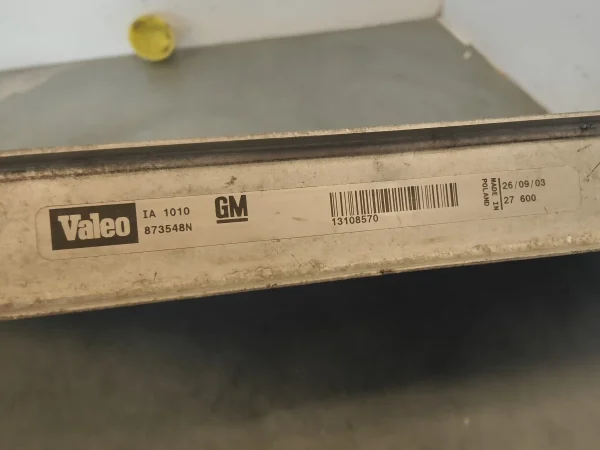 Valeo
IA 1010
873548N
GM
13108570
MADE IN
POLAND
26/09/03
27 600